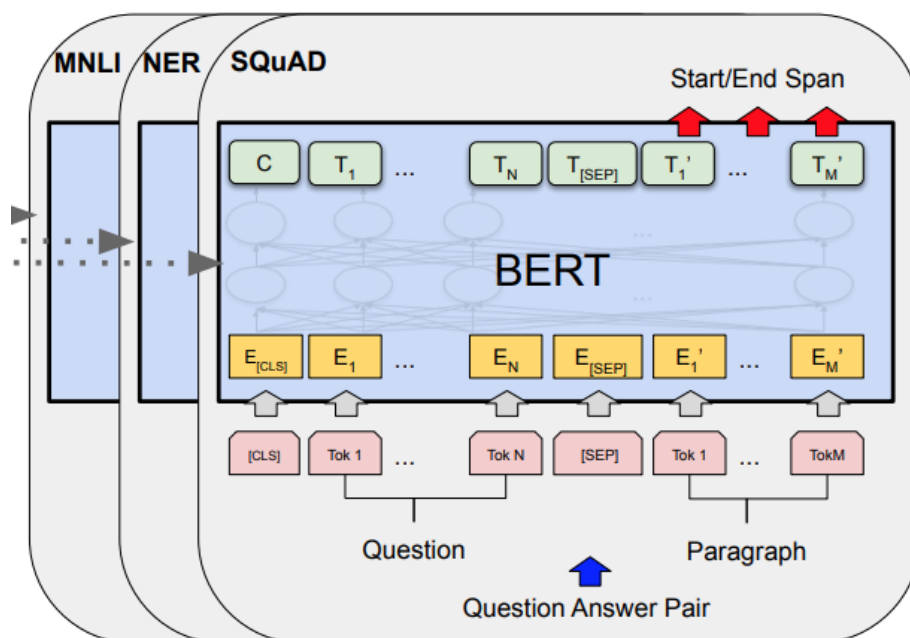 MNLI NER SQuAD
Start/End Span
C T1 ... TN T[SEP] T1' ... TM'
...
BERT
...
E[CLS] E1 ... EN E[SEP] E1' ... EM'
[CLS] Tok 1 ... Tok N [SEP] Tok 1 ... TokM
Question Paragraph
Question Answer Pair